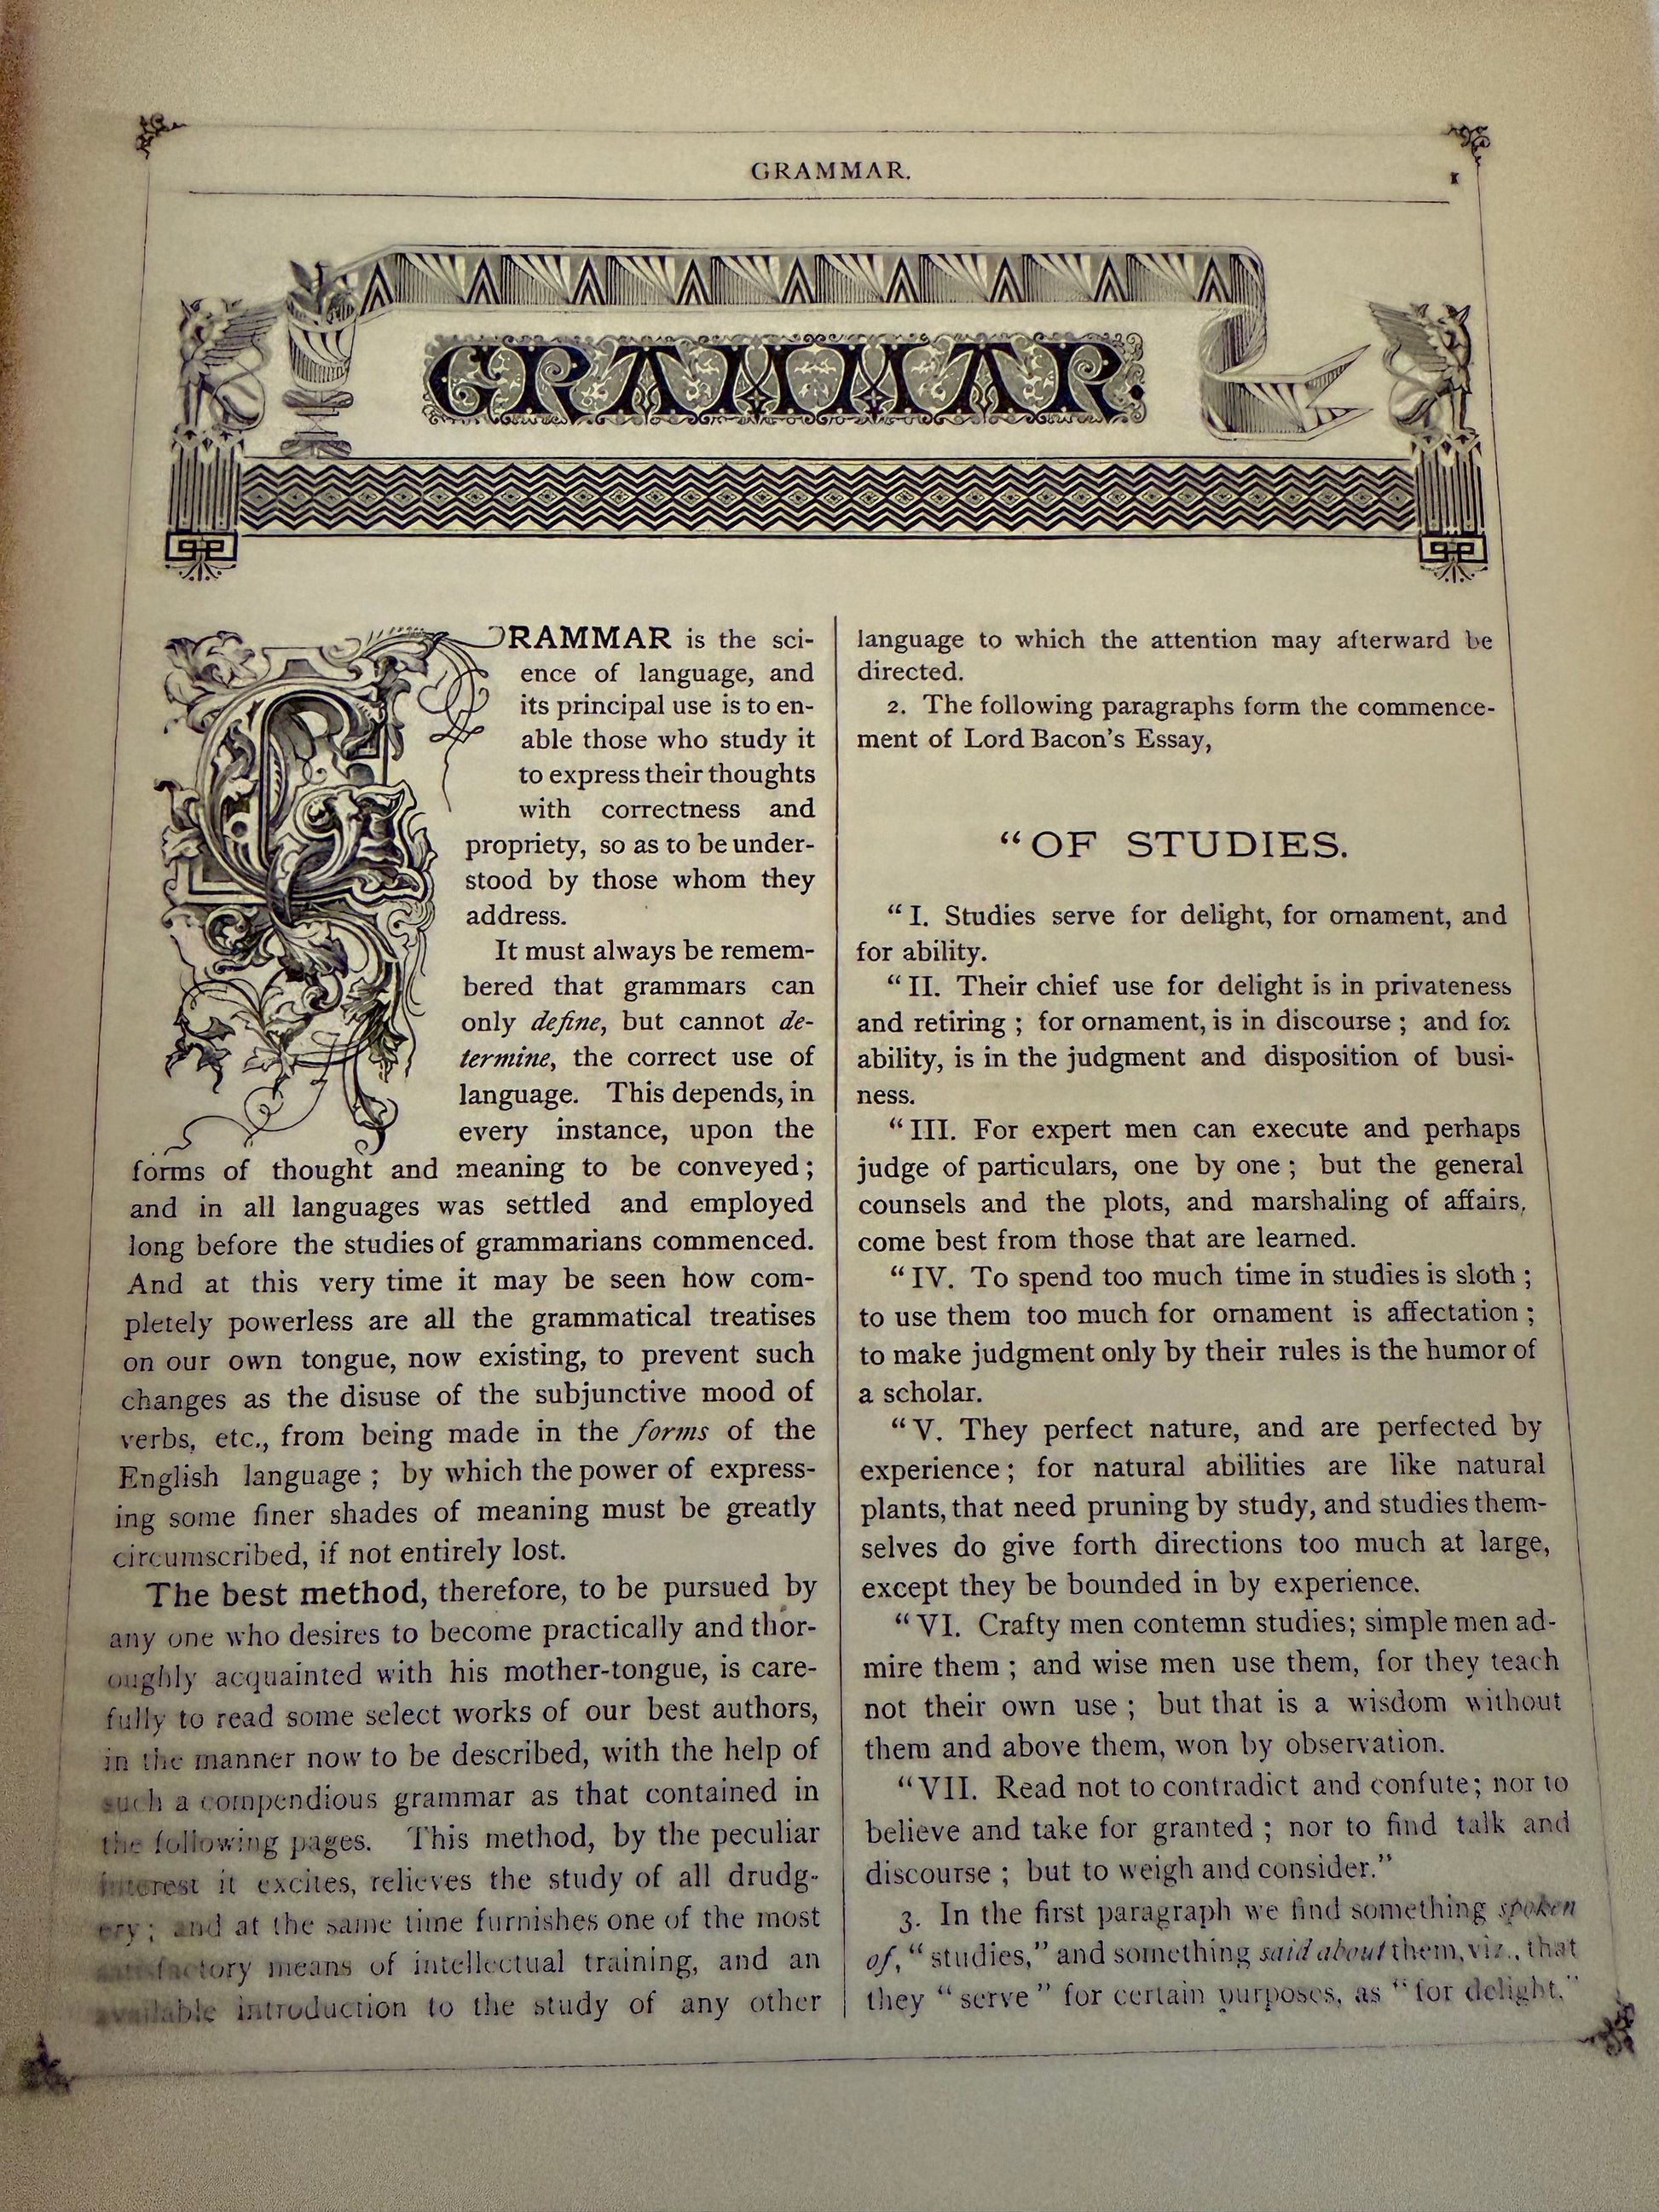 GRAMMAR.
GRAMMAR.
GRAMMAR is the sci-
ence of language, and
its principal use is to en-
able those who study it
to express their thoughts
with correctness and
propriety, so as to be under-
stood by those whom they
address.
It must always be remem-
bered that grammars can
only define, but cannot de-
termine, the correct use of
language. This depends, in
every instance, upon the
forms of thought and meaning to be conveyed;
and in all languages was settled and employed
long before the studies of grammarians commenced.
And at this very time it may be seen how com-
pletely powerless are all the grammatical treatises
on our own tongue, now existing, to prevent such
changes as the disuse of the subjunctive mood of
verbs, etc., from being made in the forms of the
English language; by which the power of express-
ing some finer shades of meaning must be greatly
circumscribed, if not entirely lost.
The best method, therefore, to be pursued by
any one who desires to become practically and thor-
oughly acquainted with his mother-tongue, is care-
fully to read some select works of our best authors,
in the manner now to be described, with the help of
such a compendious grammar as that contained in
the following pages. This method, by the peculiar
interest it excites, relieves the study of all drudg-
ery; and at the same time furnishes one of the most
satisfactory means of intellectual training, and an
available introduction to the study of any other
language to which the attention may afterward be
directed.
2. The following paragraphs form the commence-
ment of Lord Bacon's Essay,
"OF STUDIES.
"I. Studies serve for delight, for ornament, and
for ability.
"II. Their chief use for delight is in privateness
and retiring; for ornament, is in discourse; and for
ability, is in the judgment and disposition of busi-
ness.
"III. For expert men can execute and perhaps
judge of particulars, one by one; but the general
counsels and the plots, and marshaling of affairs,
come best from those that are learned.
"IV. To spend too much time in studies is sloth;
to use them too much for ornament is affectation;
to make judgment only by their rules is the humor of
a scholar.
"V. They perfect nature, and are perfected by
experience; for natural abilities are like natural
plants, that need pruning by study, and studies them-
selves do give forth directions too much at large,
except they be bounded in by experience.
"VI. Crafty men contemn studies; simple men ad-
mire them; and wise men use them, for they teach
not their own use; but that is a wisdom without
them and above them, won by observation.
"VII. Read not to contradict and confute; nor to
believe and take for granted; nor to find talk and
discourse; but to weigh and consider."
3. In the first paragraph we find something spoken
of, "studies," and something said about them, viz., that
they "serve" for certain purposes, as "for delight,"